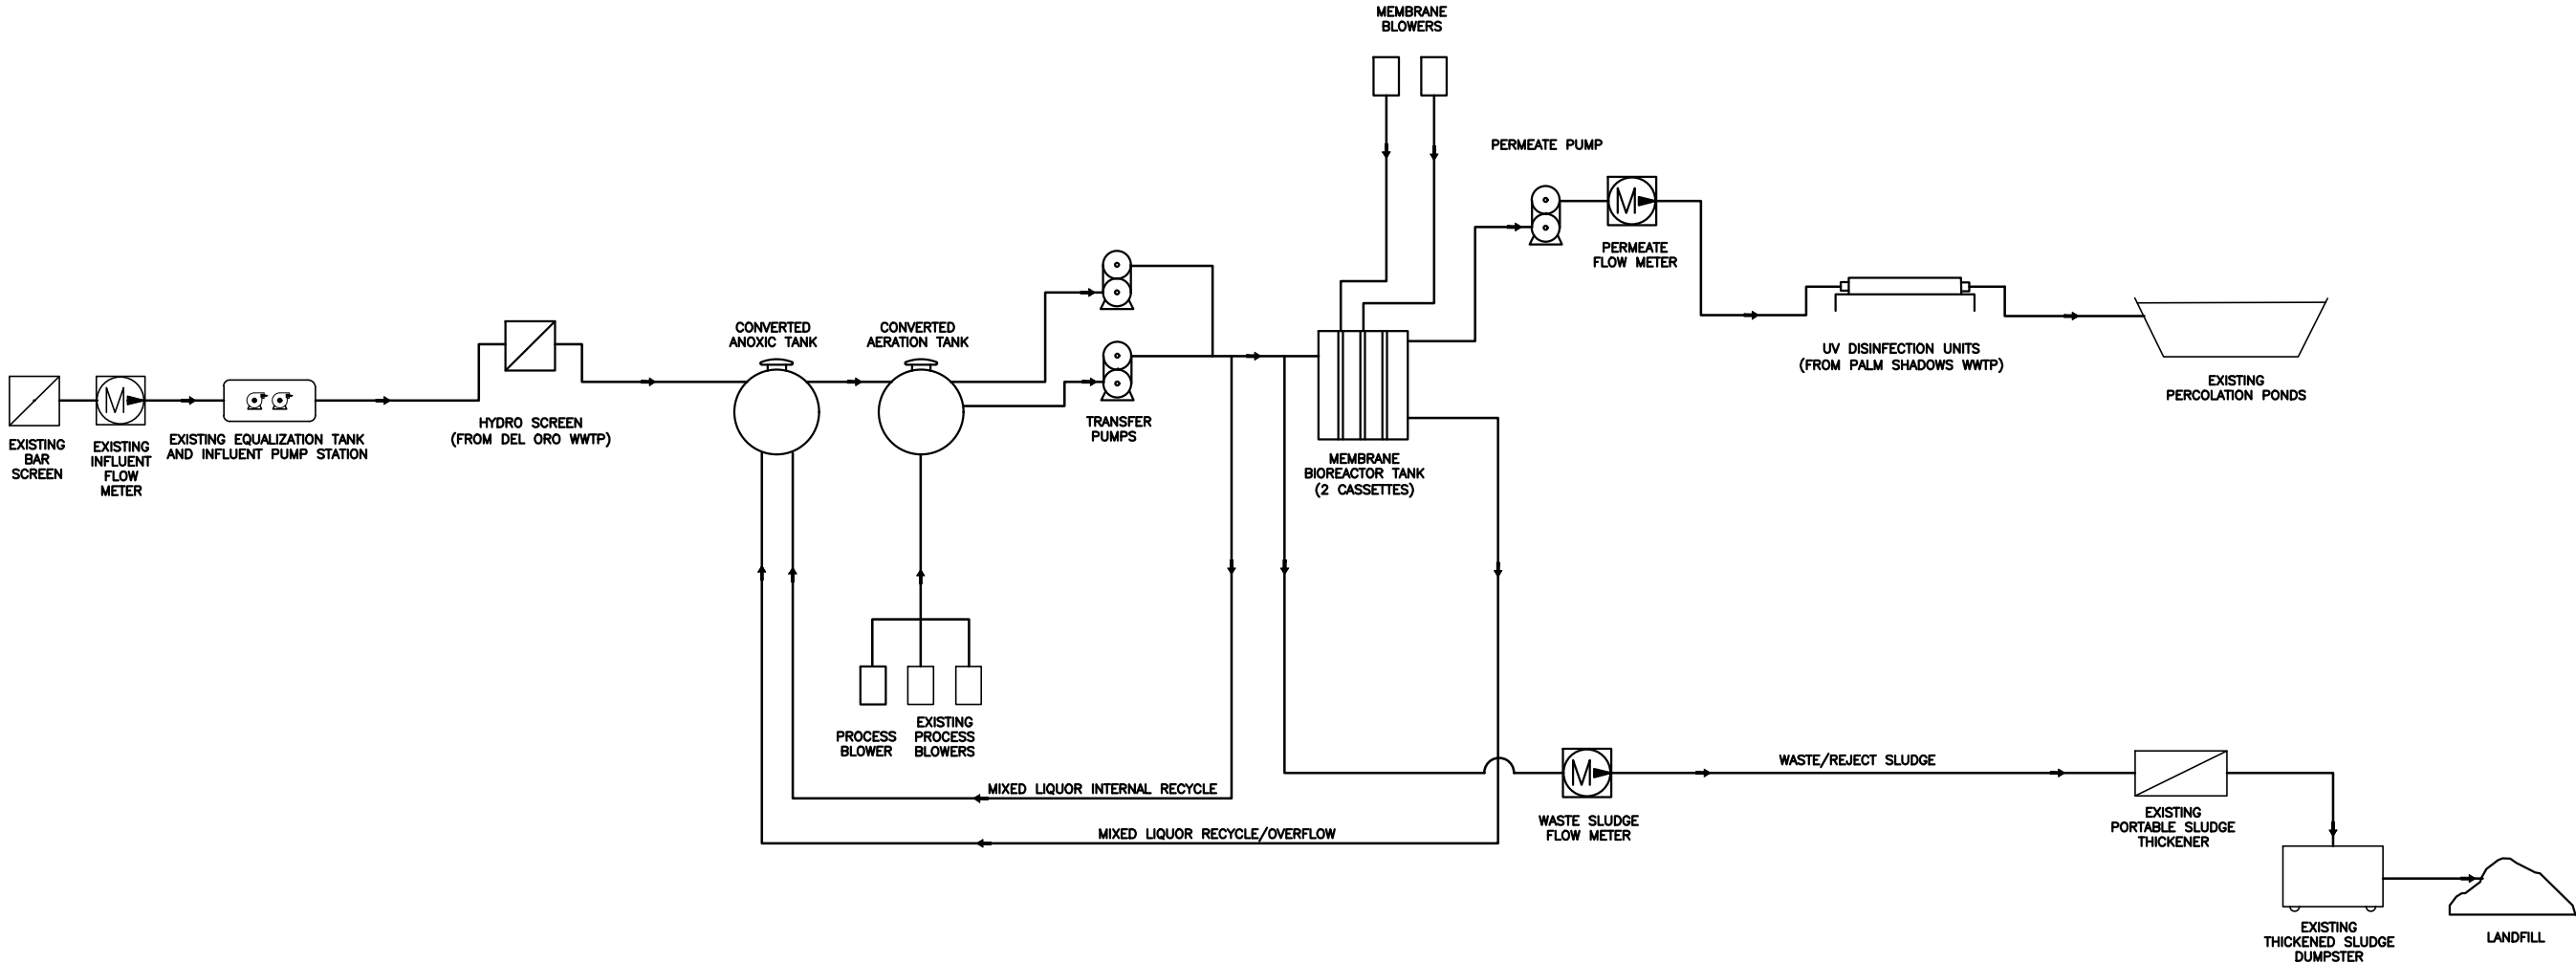 MEMBRANE
BLOWERS
PERMEATE PUMP
M
PERMEATE
FLOW METER
CONVERTED
ANOXIC TANK
CONVERTED
AERATION TANK
UV DISINFECTION UNITS
(FROM PALM SHADOWS WWTP)
EXISTING
PERCOLATION PONDS
M
EXISTING
BAR
SCREEN
EXISTING
INFLUENT
FLOW
METER
EXISTING EQUALIZATION TANK
AND INFLUENT PUMP STATION
HYDRO SCREEN
(FROM DEL ORO WWTP)
TRANSFER
PUMPS
MEMBRANE
BIOREACTOR TANK
(2 CASSETTES)
PROCESS
BLOWER
EXISTING
PROCESS
BLOWERS
MIXED LIQUOR INTERNAL RECYCLE
MIXED LIQUOR RECYCLE/OVERFLOW
M
WASTE SLUDGE
FLOW METER
WASTE/REJECT SLUDGE
EXISTING
PORTABLE SLUDGE
THICKENER
EXISTING
THICKENED SLUDGE
DUMPSTER
LANDFILL